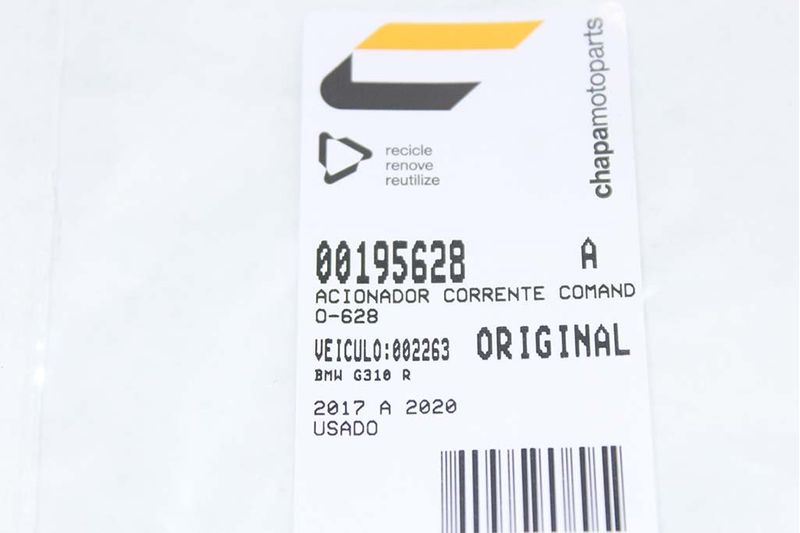 chapamotoparts
recicle
renove
reutilize
00195628 A
ACIONADOR CORRENTE COMAND
O-628
VEICULO:002263 ORIGINAL
BMW G310 R
2017 A 2020
USADO